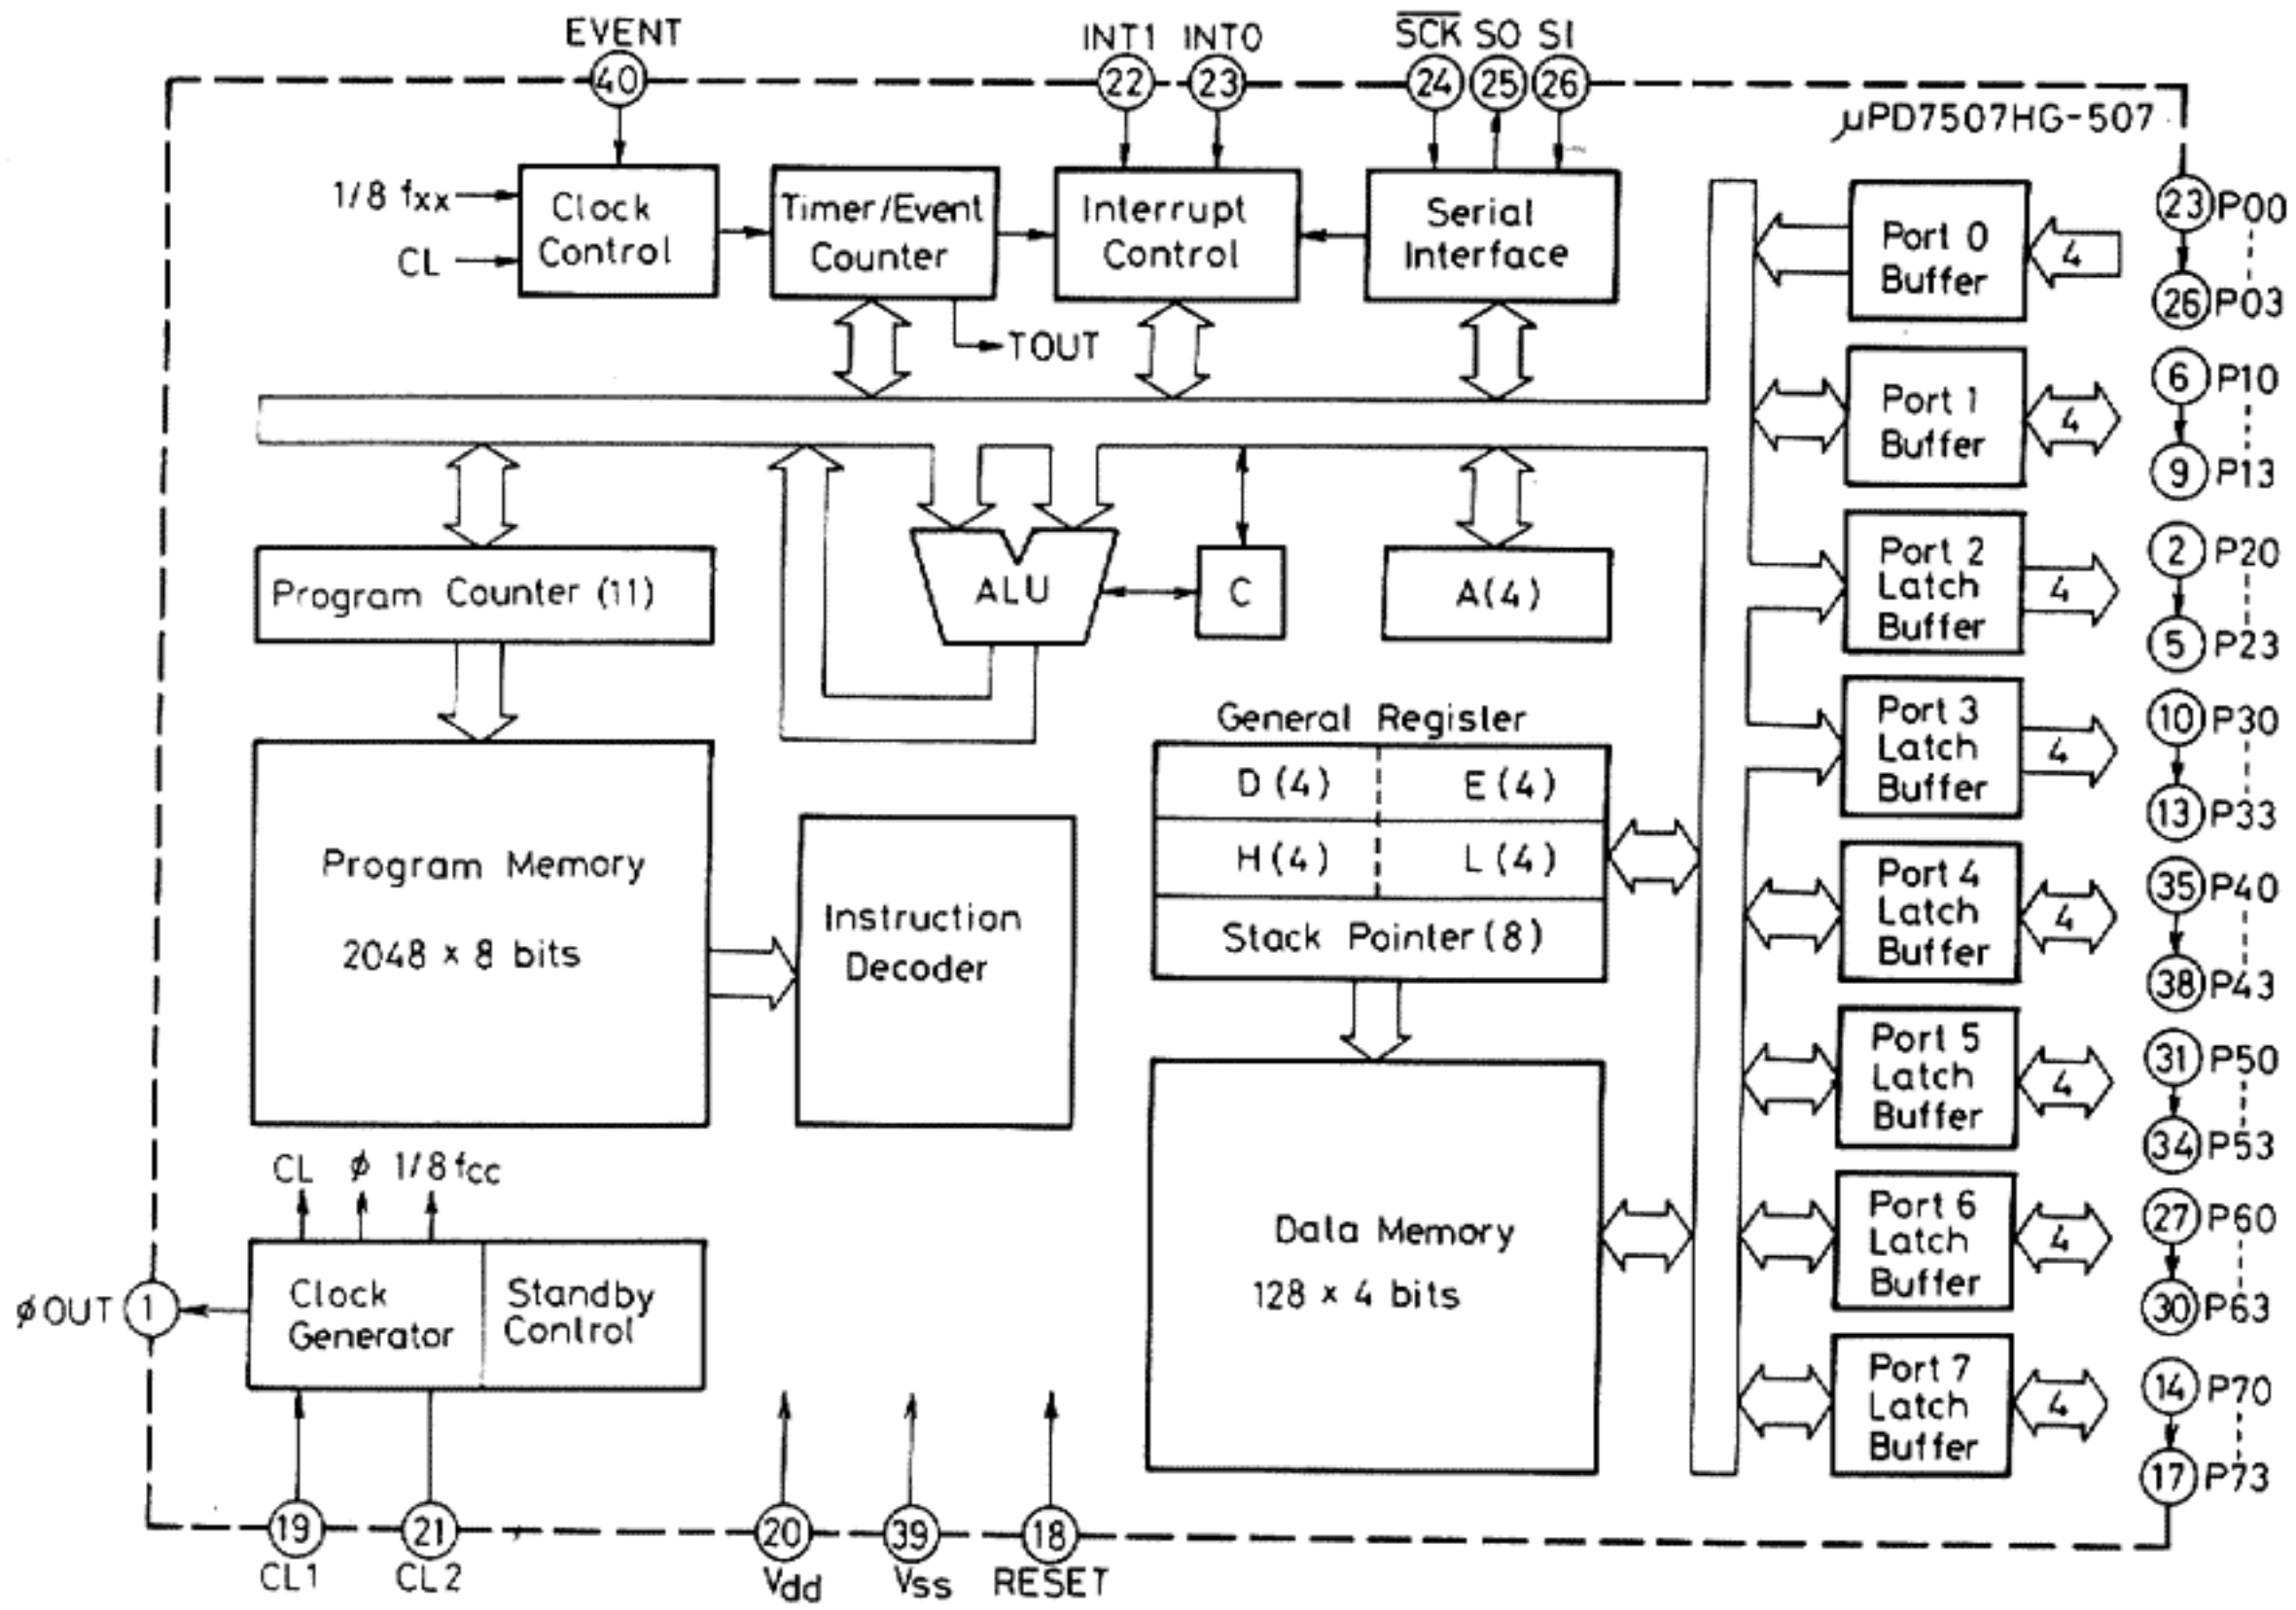 EVENT
INT1 INT0
SCK SO SI
40
22
23
24
25
26
μPD7507HG-507
1/8 fxx
CL
Clock
Control
Timer/Event
Counter
Interrupt
Control
Serial
Interface
TOUT
Port 0
Buffer
4
23 P00
26 P03
Port 1
Buffer
4
6 P10
9 P13
Port 2
Latch
Buffer
4
2 P20
5 P23
Port 3
Latch
Buffer
4
10 P30
13 P33
Port 4
Latch
Buffer
4
35 P40
38 P43
Port 5
Latch
Buffer
4
31 P50
34 P53
Port 6
Latch
Buffer
4
27 P60
30 P63
Port 7
Latch
Buffer
4
14 P70
17 P73
Program Counter (11)
ALU
C
A(4)
General Register
D (4)
E (4)
H (4)
L (4)
Stack Pointer (8)
Program Memory
2048 × 8 bits
Instruction
Decoder
Data Memory
128 × 4 bits
CL ϕ 1/8 fcc
Clock
Generator
Standby
Control
ϕ OUT 1
19
21
20
39
18
CL1
CL2
Vdd
Vss
RESET